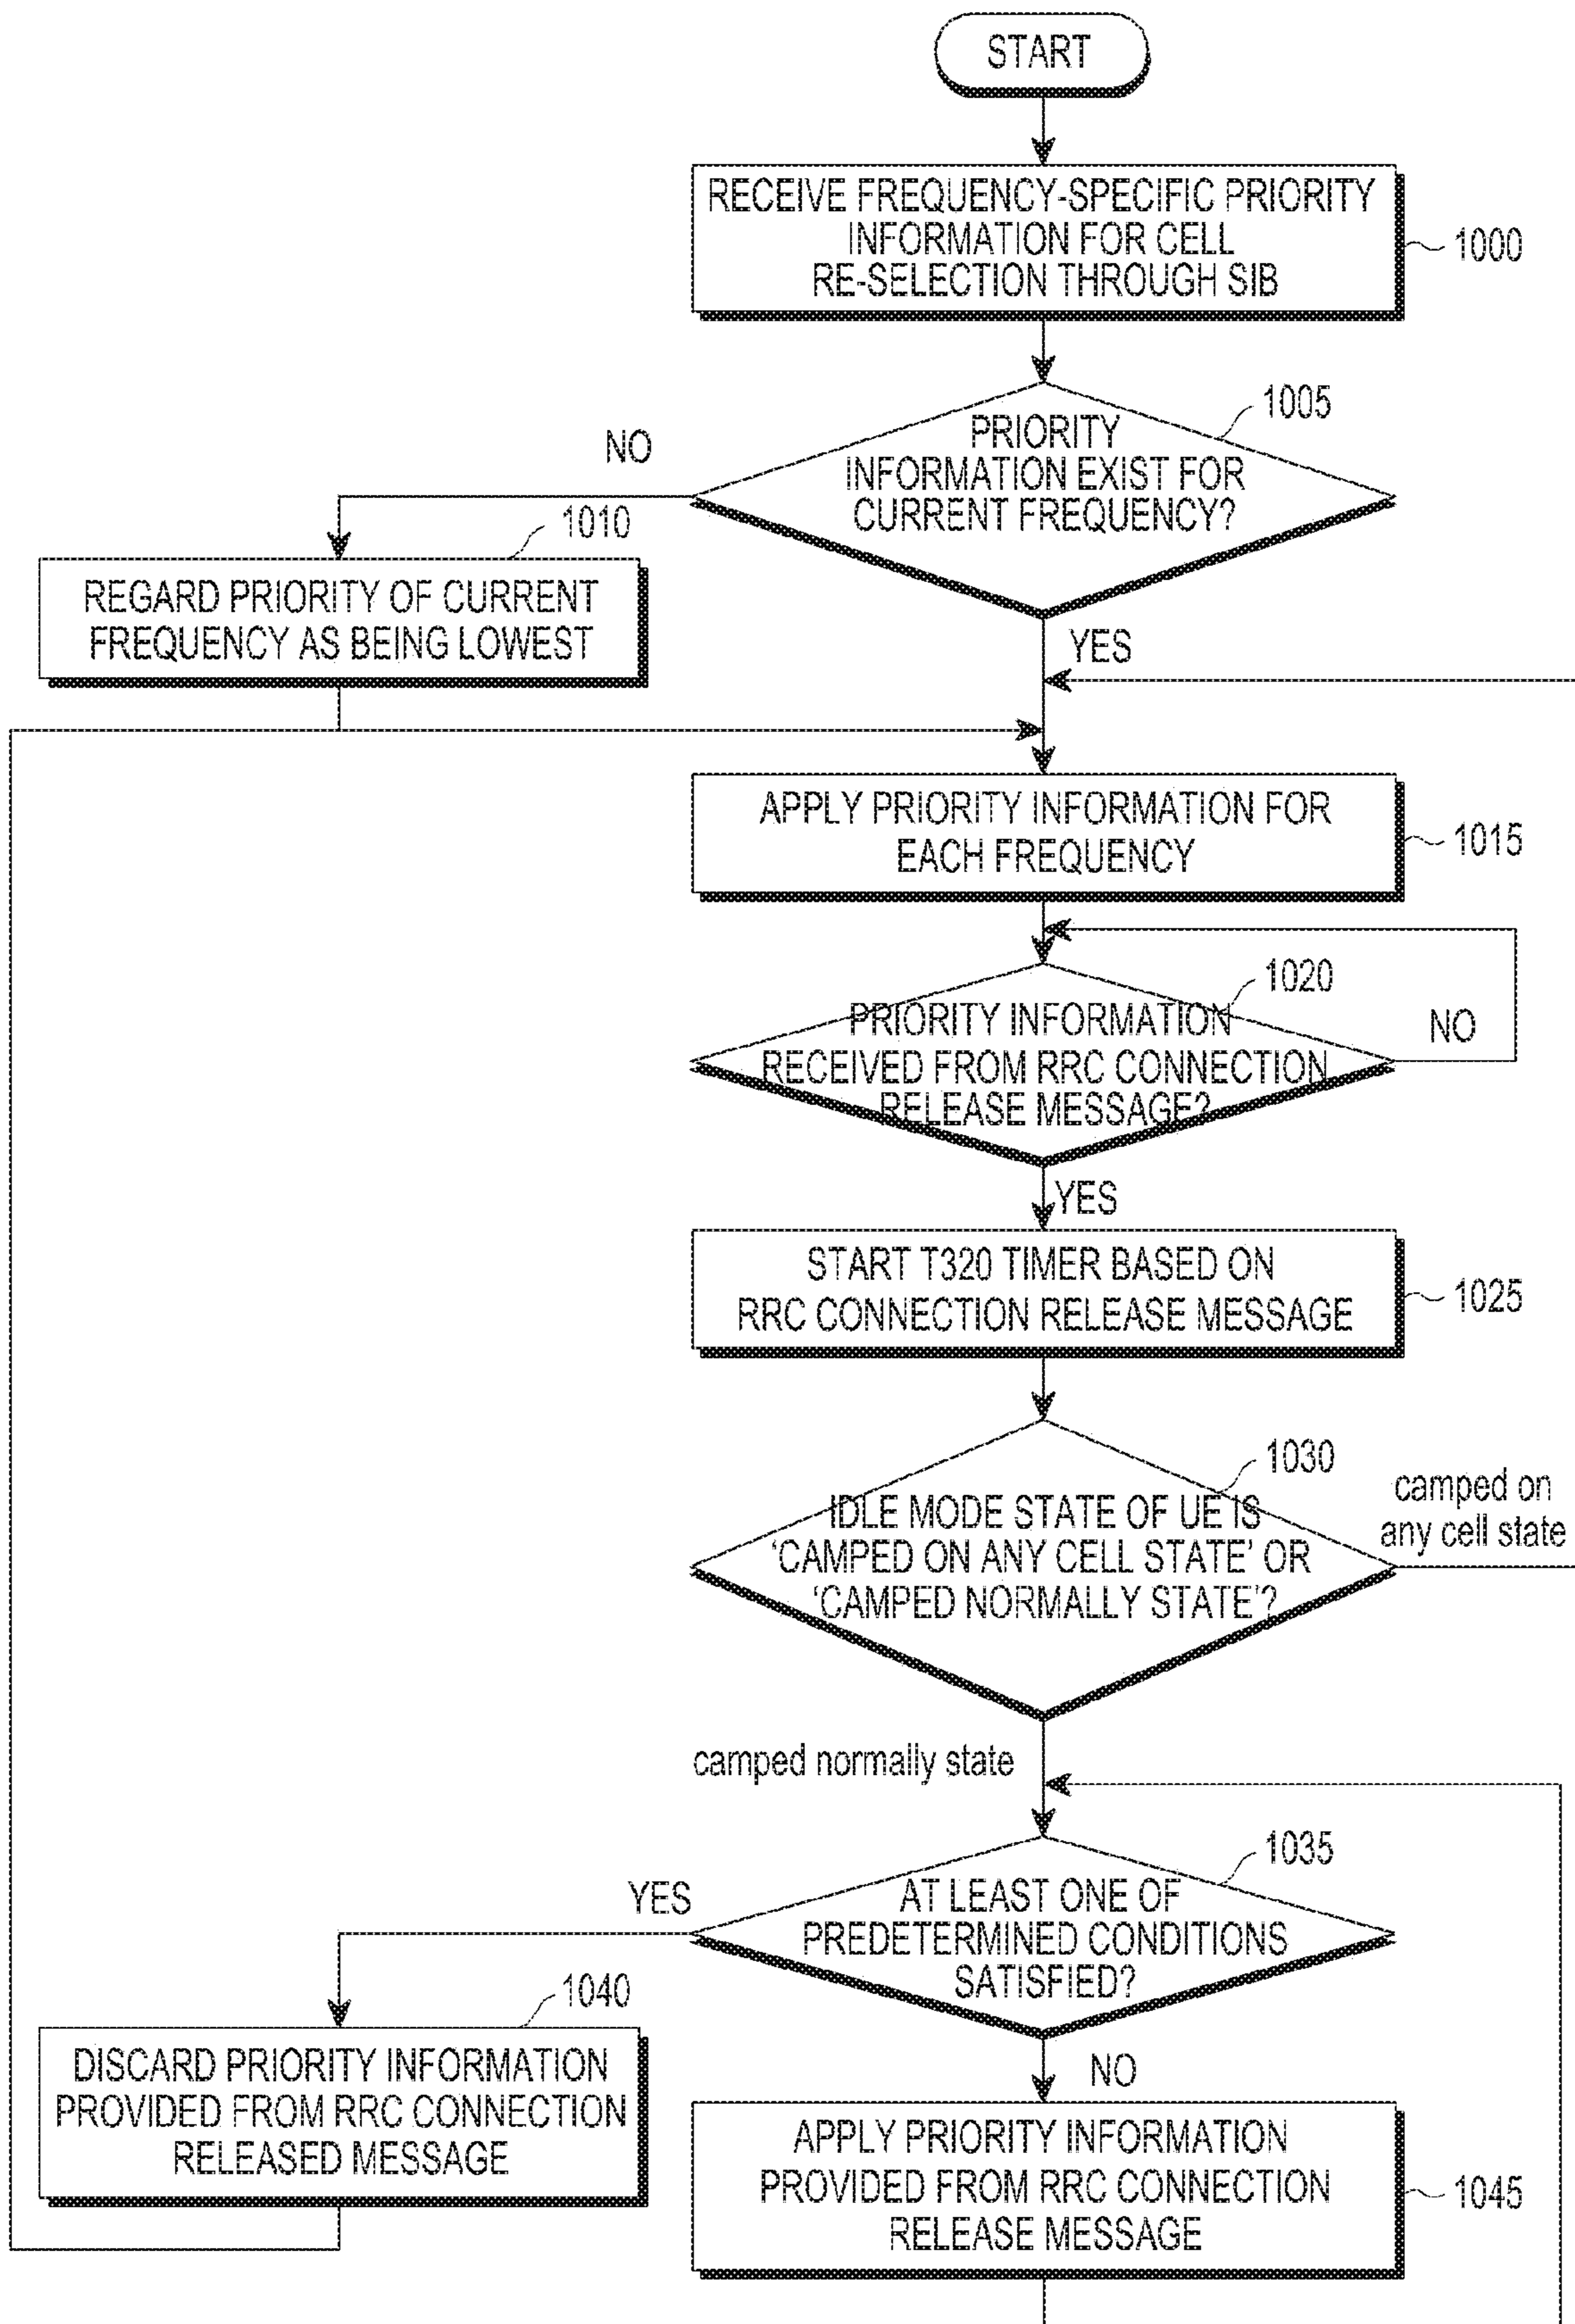 START
RECEIVE FREQUENCY-SPECIFIC PRIORITY
INFORMATION FOR CELL
RE-SELECTION THROUGH SIB
1000
1005
PRIORITY
INFORMATION EXIST FOR
CURRENT FREQUENCY?
NO
1010
REGARD PRIORITY OF CURRENT
FREQUENCY AS BEING LOWEST
YES
APPLY PRIORITY INFORMATION FOR
EACH FREQUENCY
1015
1020
PRIORITY INFORMATION
RECEIVED FROM RRC CONNECTION
RELEASE MESSAGE?
NO
YES
START T320 TIMER BASED ON
RRC CONNECTION RELEASE MESSAGE
1025
1030
IDLE MODE STATE OF UE IS
'CAMPED ON ANY CELL STATE' OR
'CAMPED NORMALLY STATE'?
camped on
any cell state
camped normally state
1035
AT LEAST ONE OF
PREDETERMINED CONDITIONS
SATISFIED?
YES
1040
DISCARD PRIORITY INFORMATION
PROVIDED FROM RRC CONNECTION
RELEASED MESSAGE
NO
APPLY PRIORITY INFORMATION
PROVIDED FROM RRC CONNECTION
RELEASE MESSAGE
1045